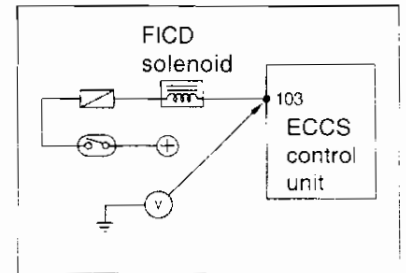 FICD
solenoid
103
ECCS
control
unit
V